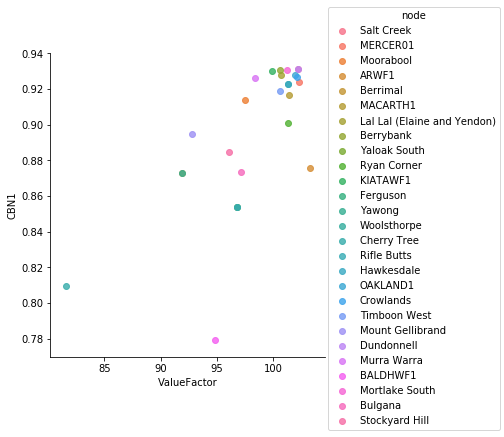 node
Salt Creek
MERCER01
Moorabool
ARWF1
Berrimal
MACARTH1
Lal Lal (Elaine and Yendon)
Berrybank
Yaloak South
Ryan Corner
KIATAWF1
Ferguson
Yawong
Woolsthorpe
Cherry Tree
Rifle Butts
Hawkesdale
OAKLAND1
Crowlands
Timboon West
Mount Gellibrand
Dundonnell
Murra Warra
BALDHWF1
Mortlake South
Bulgana
Stockyard Hill
0.94
0.92
0.90
0.88
0.86
0.84
0.82
0.80
0.78
CBN1
85 90 95 100
ValueFactor